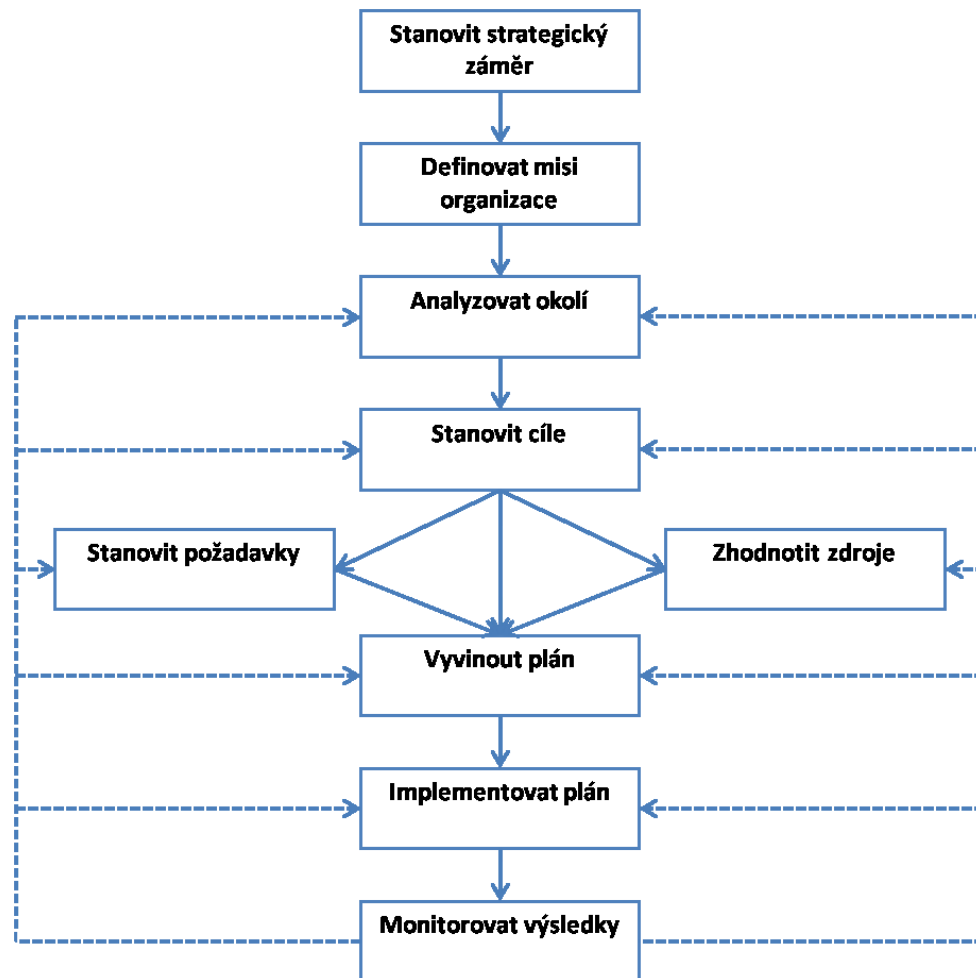 Stanovit strategický
záměr
Definovat misi
organizace
Analyzovat okolí
Stanovit cíle
Stanovit požadavky
Zhodnotit zdroje
Vyvinout plán
Implementovat plán
Monitorovat výsledky